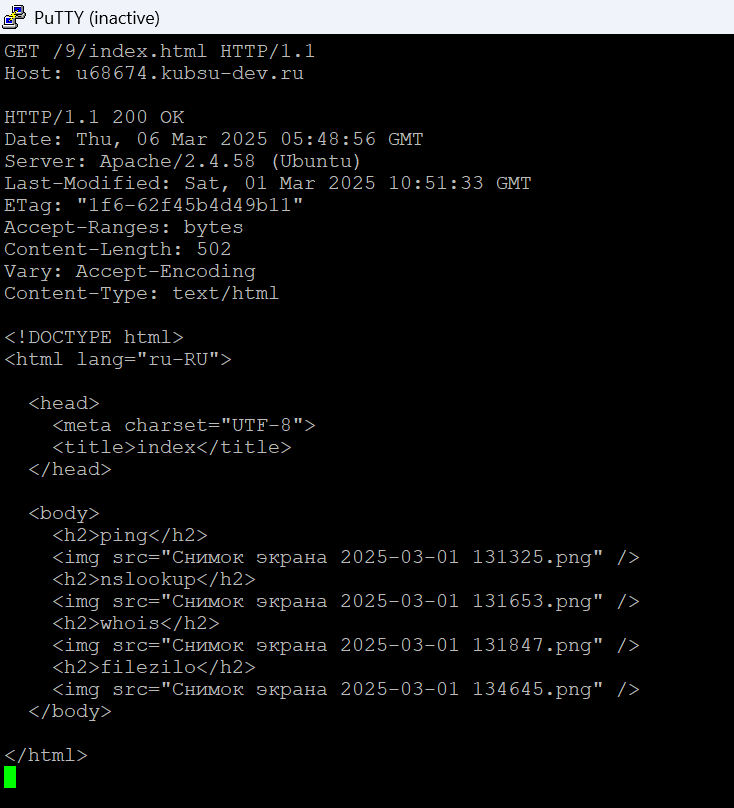 PuTTY (inactive)
GET /9/index.html HTTP/1.1
Host: u68674.kubsu-dev.ru
HTTP/1.1 200 OK
Date: Thu, 06 Mar 2025 05:48:56 GMT
Server: Apache/2.4.58 (Ubuntu)
Last-Modified: Sat, 01 Mar 2025 10:51:33 GMT
ETag: "1f6-62f45b4d49b11"
Accept-Ranges: bytes
Content-Length: 502
Vary: Accept-Encoding
Content-Type: text/html
<!DOCTYPE html>
<html lang="ru-RU">
<head>
<meta charset="UTF-8">
<title>index</title>
</head>
<body>
<h2>ping</h2>
<img src="Снимок экрана 2025-03-01 131325.png" />
<h2>nslookup</h2>
<img src="Снимок экрана 2025-03-01 131653.png" />
<h2>whois</h2>
<img src="Снимок экрана 2025-03-01 131847.png" />
<h2>filezilo</h2>
<img src="Снимок экрана 2025-03-01 134645.png" />
</body>
</html>